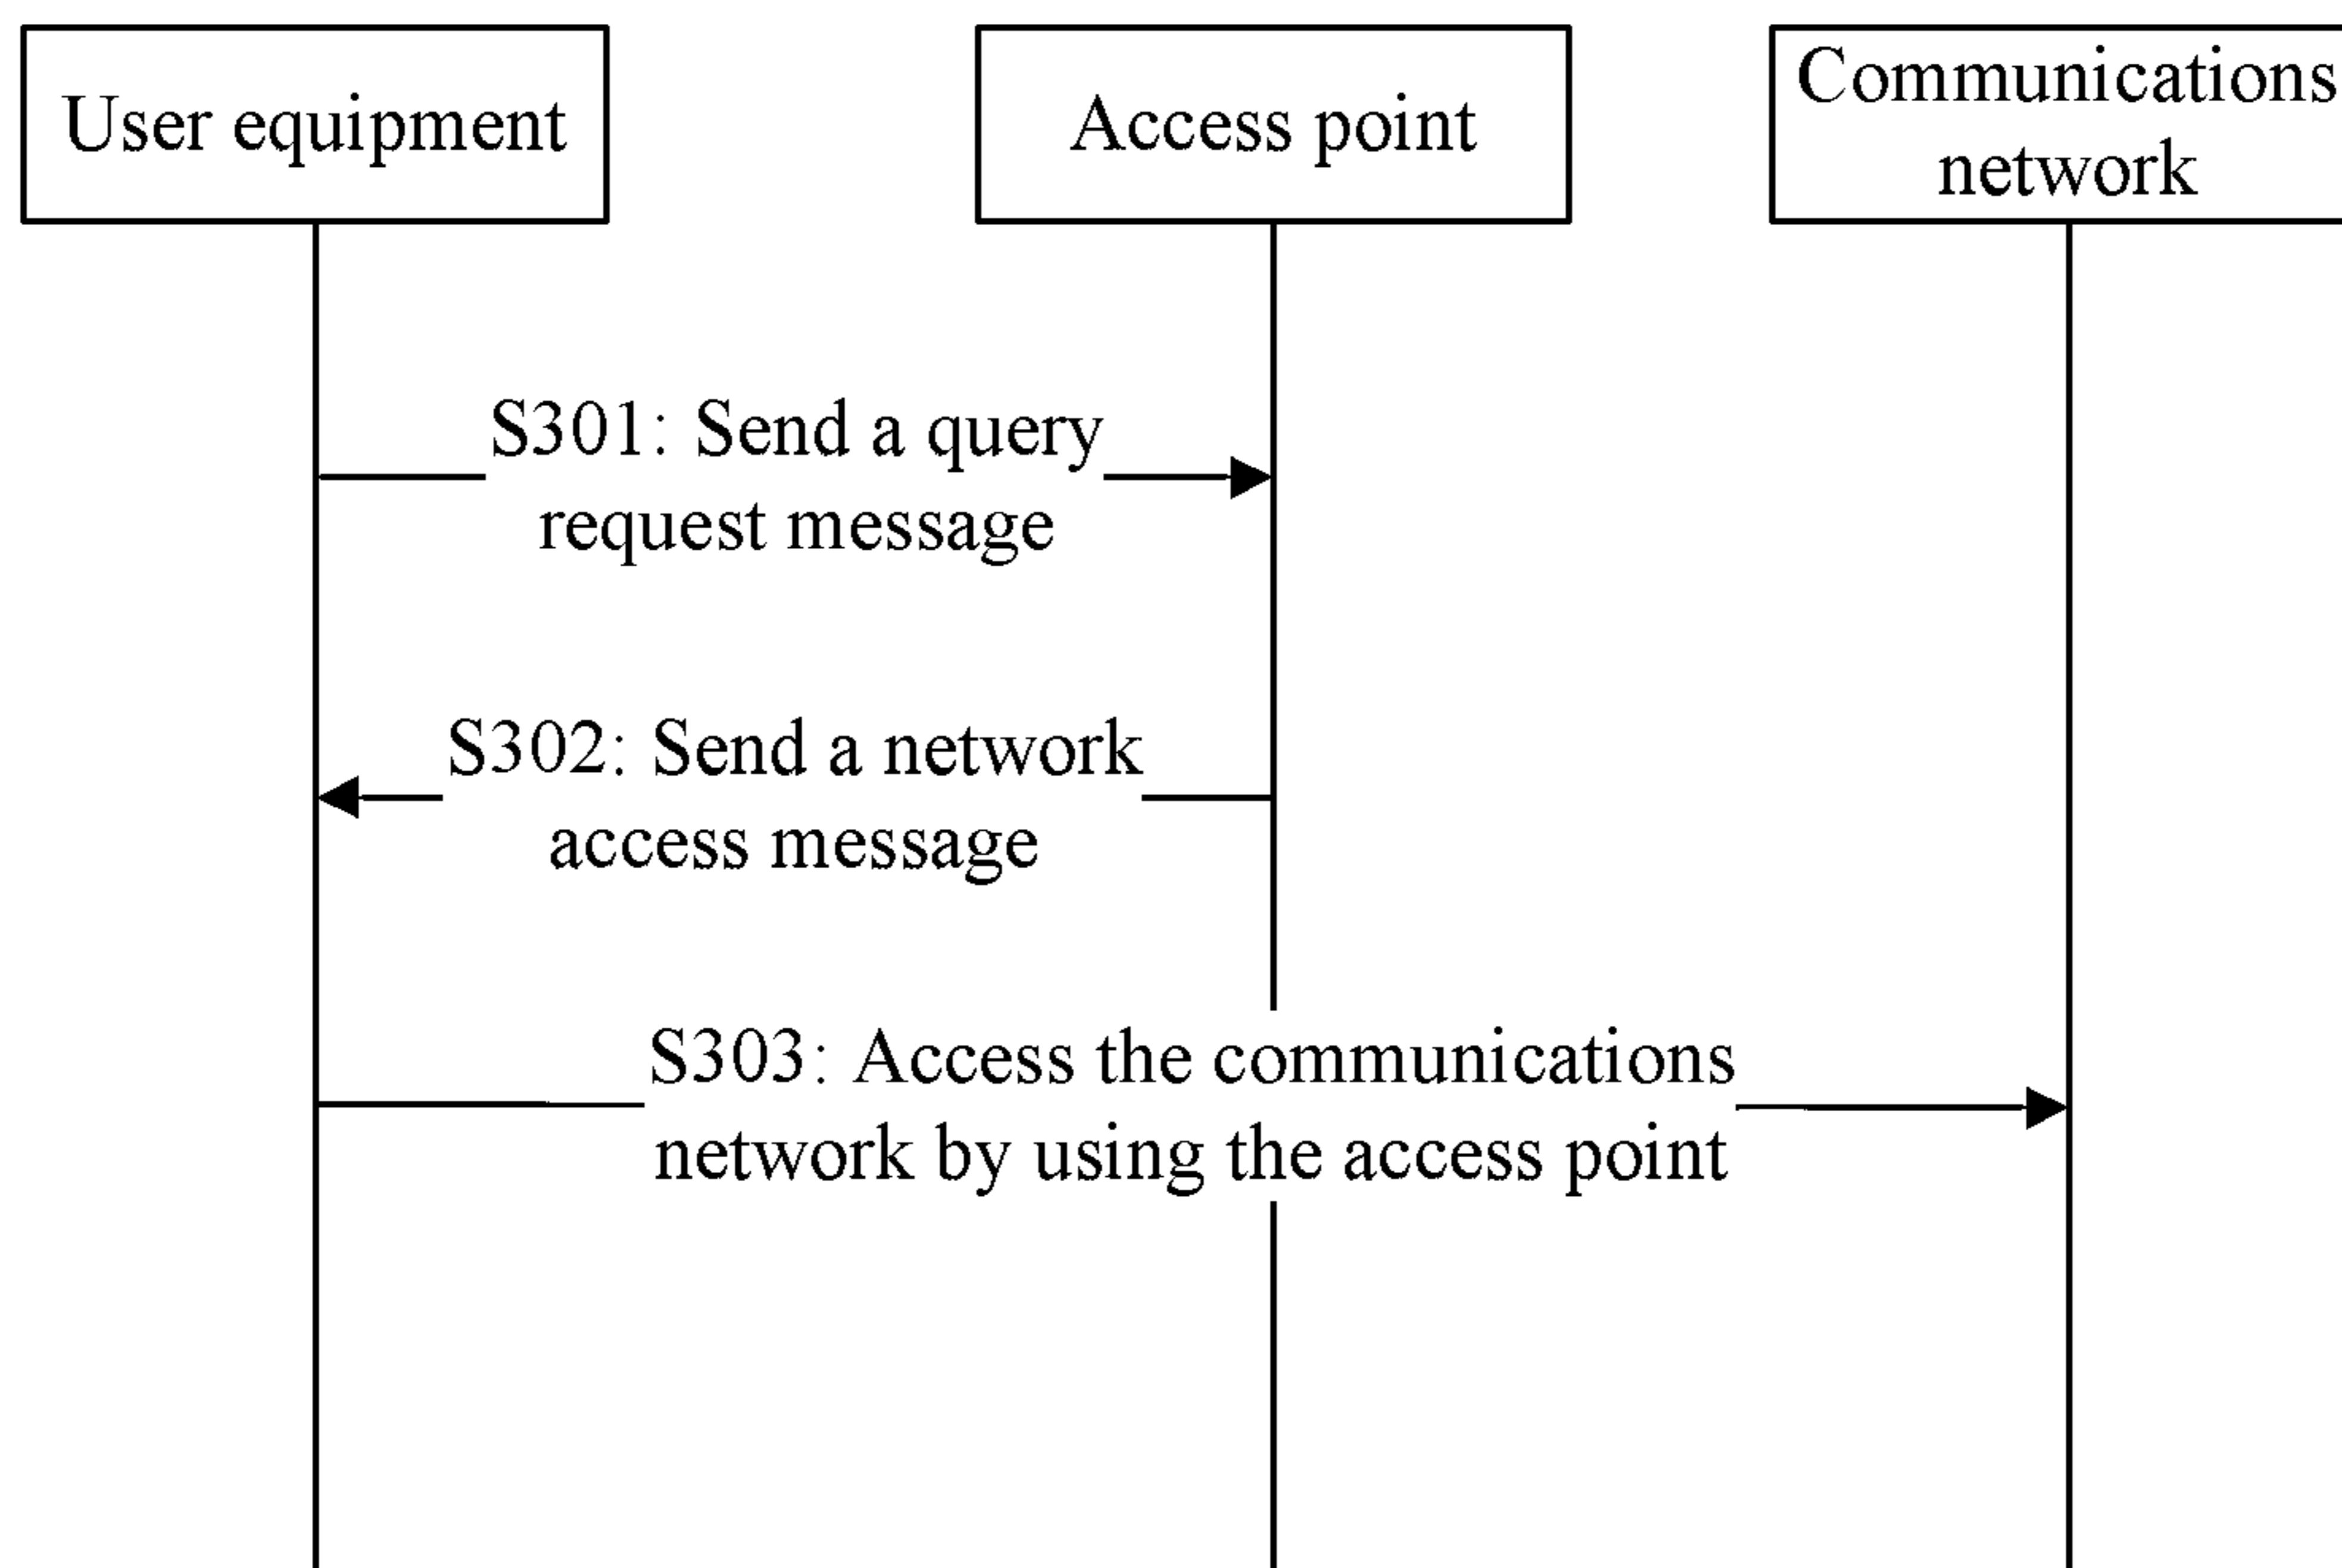 User equipment
Access point
Communications
network
S301: Send a query
request message
S302: Send a network
access message
S303: Access the communications
network by using the access point